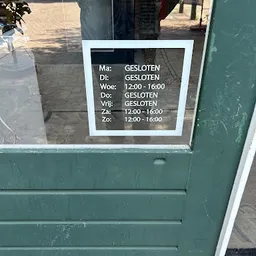 Ma: GESLOTEN
Di: GESLOTEN
Woe: 12:00 - 16:00
Do: GESLOTEN
Vrij: GESLOTEN
Za: 12:00 - 16:00
Zo: 12:00 - 16:00